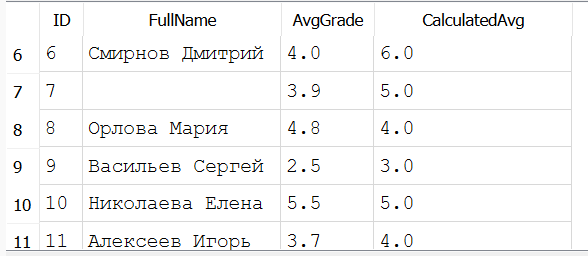 ID FullName AvgGrade CalculatedAvg
6 6 Смирнов Дмитрий 4.0 6.0
7 7 3.9 5.0
8 8 Орлова Мария 4.8 4.0
9 9 Васильев Сергей 2.5 3.0
10 10 Николаева Елена 5.5 5.0
11 11 Алексеев Игорь 3.7 4.0